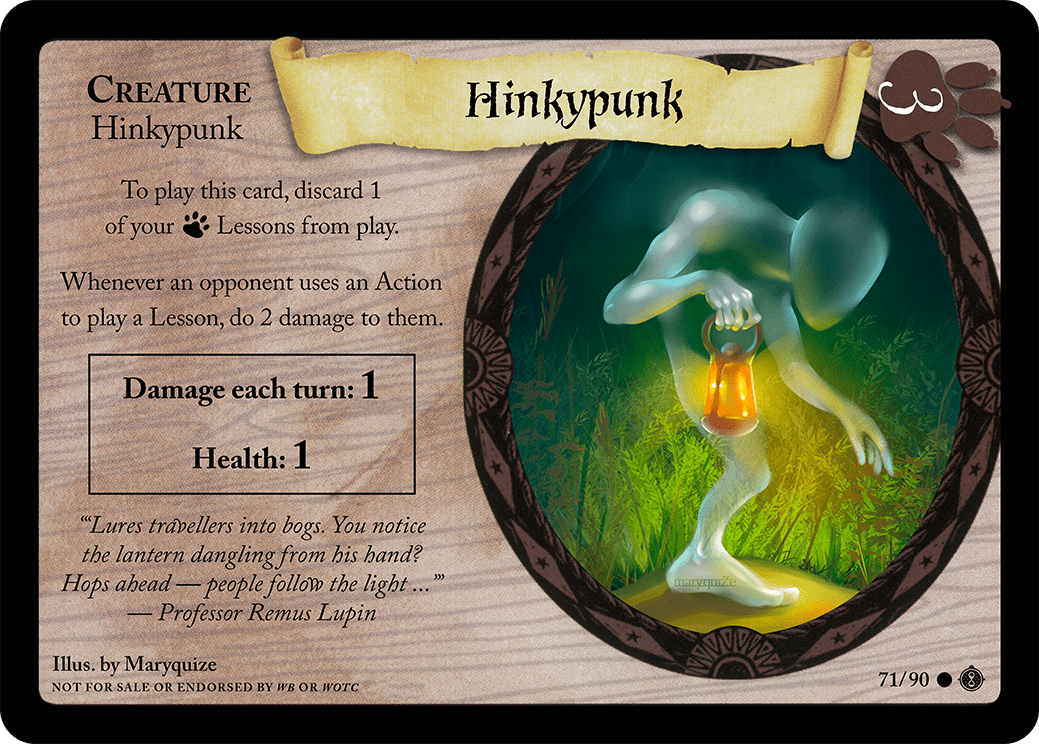 Hinkypunk
3
CREATURE
Hinkypunk
To play this card, discard 1
of your Lessons from play.
Whenever an opponent uses an Action
to play a Lesson, do 2 damage to them.
Damage each turn: 1
Health: 1
“‘Lures travellers into bogs. You notice
the lantern dangling from his hand?
Hops ahead — people follow the light ...’”
— Professor Remus Lupin
maryquize
Illus. by Maryquize
NOT FOR SALE OR ENDORSED BY WB OR WOTC
71/90